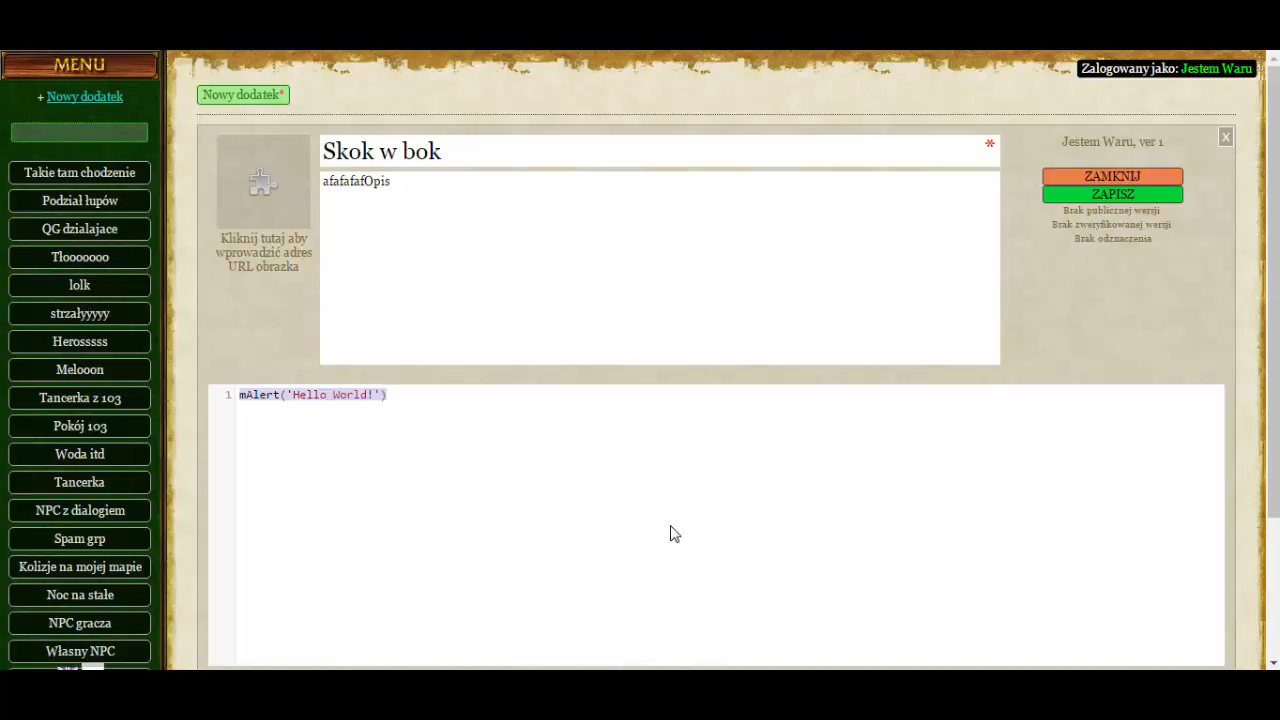 MENU
+ Nowy dodatek
Takie tam chodzenie
Podział łupów
QG dzialajace
Tłooooooo
lolk
strzałyyyyy
Herosssss
Melooon
Tancerka z 103
Pokój 103
Woda itd
Tancerka
NPC z dialogiem
Spam grp
Kolizje na mojej mapie
Noc na stałe
NPC gracza
Własny NPC
Zalogowany jako: Jestem Waru
Nowy dodatek*
Kliknij tutaj aby
wprowadzić adres
URL obrazka
Skok w bok
*
afafafafOpis
x
Jestem Waru, ver 1
ZAMKNIJ
ZAPISZ
Brak publicznej wersji
Brak zweryfikowanej wersji
Brak odznaczenia
1 mAlert('Hello World!')